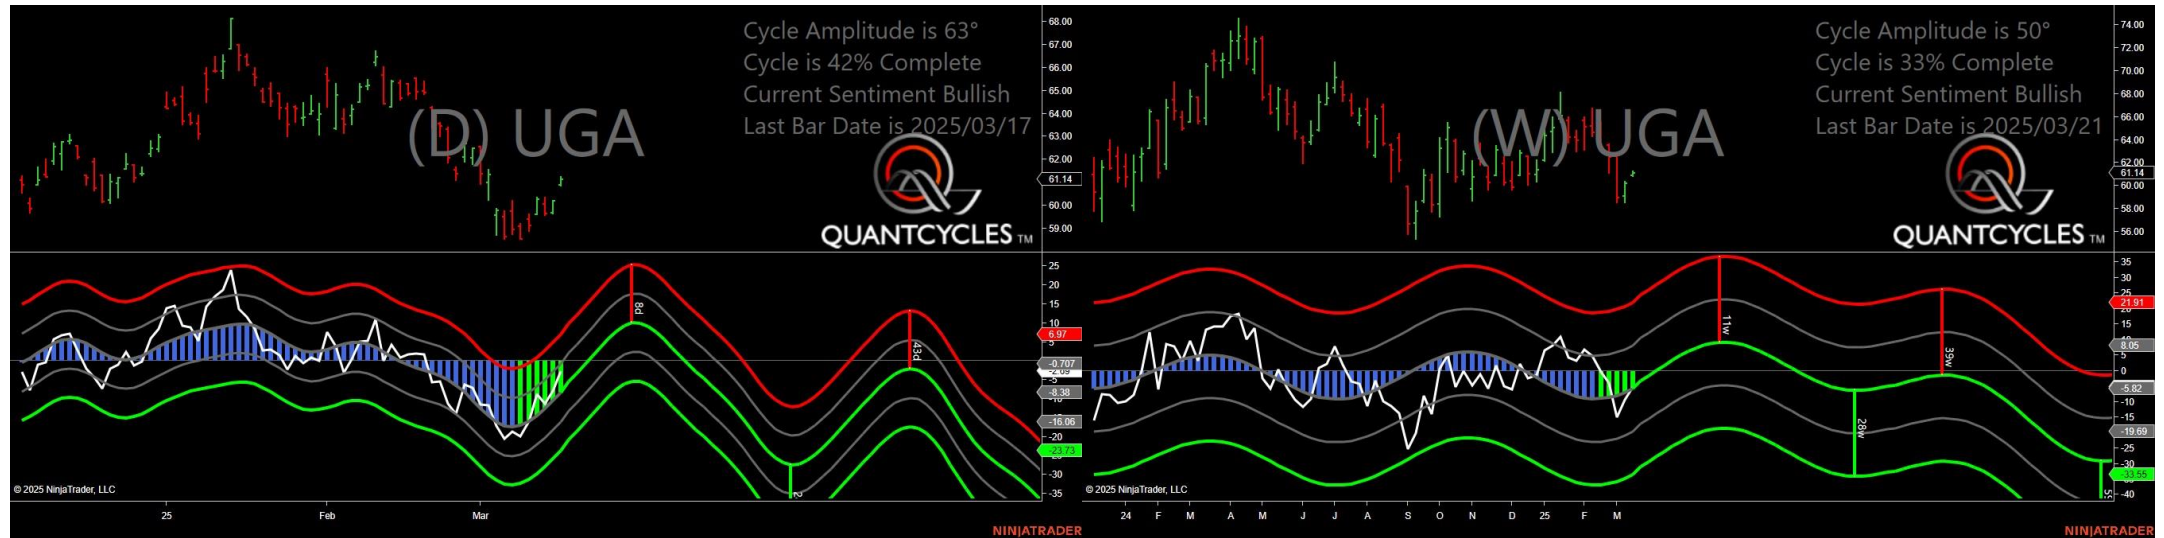 Cycle Amplitude is 63°
Cycle is 42% Complete
Current Sentiment Bullish
Last Bar Date is 2025/03/17
(D) UGA
QUANTCYCLES TM
68.00
67.00
66.00
65.00
64.00
63.00
62.00
61.14
60.00
59.00
25
20
15
10
6.97
5
-0.707
-2.09
-5
-8.38
-10
-16.06
-20
-23.73
-30
-35
8d
43d
2
© 2025 NinjaTrader, LLC
25
Feb
Mar
NINJATRADER
Cycle Amplitude is 50°
Cycle is 33% Complete
Current Sentiment Bullish
Last Bar Date is 2025/03/21
(W) UGA
QUANTCYCLES TM
74.00
72.00
70.00
68.00
66.00
64.00
62.00
61.14
60.00
58.00
56.00
35
30
25
21.91
20
15
8.05
5
0
-5.82
-10
-15
-19.69
-25
-30
-33.55
-40
11w
39w
28w
© 2025 NinjaTrader, LLC
24
F
M
A
M
J
J
A
S
O
N
D
25
F
M
NINJATRADER